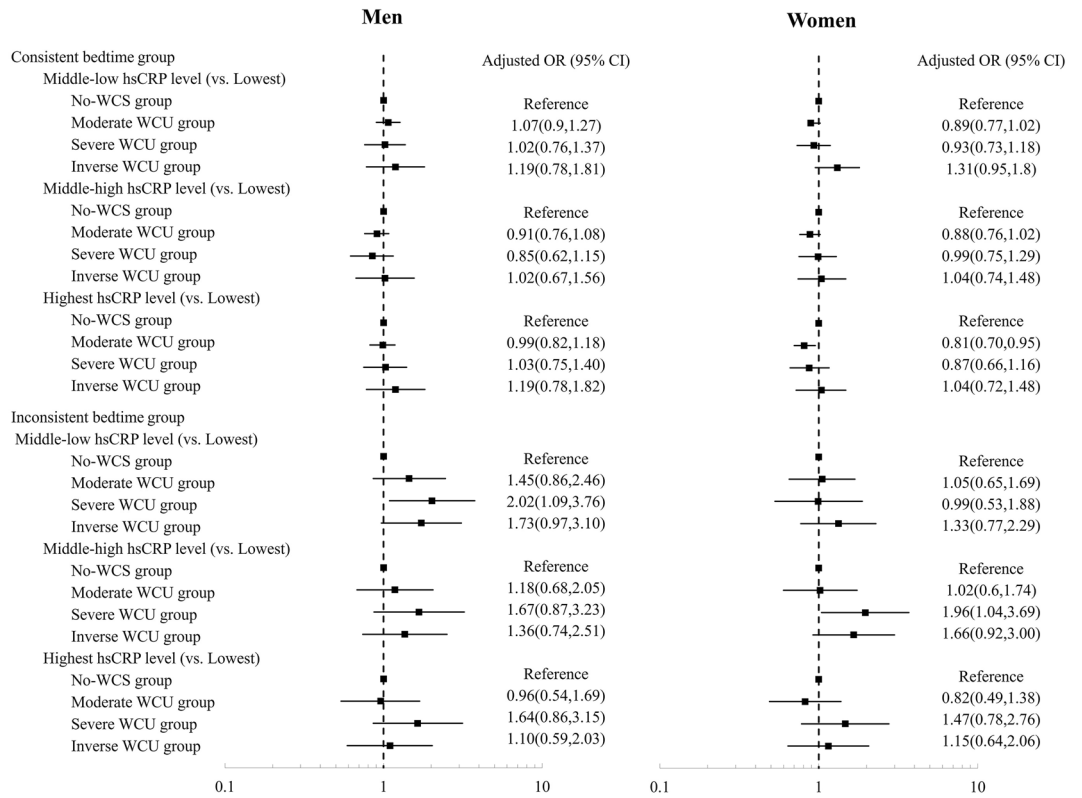 Men Women
Adjusted OR (95% CI) Adjusted OR (95% CI)
Consistent bedtime group
Middle-low hsCRP level (vs. Lowest)
No-WCS group Reference Reference
Moderate WCU group 1.07(0.9,1.27) 0.89(0.77,1.02)
Severe WCU group 1.02(0.76,1.37) 0.93(0.73,1.18)
Inverse WCU group 1.19(0.78,1.81) 1.31(0.95,1.8)
Middle-high hsCRP level (vs. Lowest)
No-WCS group Reference Reference
Moderate WCU group 0.91(0.76,1.08) 0.88(0.76,1.02)
Severe WCU group 0.85(0.62,1.15) 0.99(0.75,1.29)
Inverse WCU group 1.02(0.67,1.56) 1.04(0.74,1.48)
Highest hsCRP level (vs. Lowest)
No-WCS group Reference Reference
Moderate WCU group 0.99(0.82,1.18) 0.81(0.70,0.95)
Severe WCU group 1.03(0.75,1.40) 0.87(0.66,1.16)
Inverse WCU group 1.19(0.78,1.82) 1.04(0.72,1.48)
Inconsistent bedtime group
Middle-low hsCRP level (vs. Lowest)
No-WCS group Reference Reference
Moderate WCU group 1.45(0.86,2.46) 1.05(0.65,1.69)
Severe WCU group 2.02(1.09,3.76) 0.99(0.53,1.88)
Inverse WCU group 1.73(0.97,3.10) 1.33(0.77,2.29)
Middle-high hsCRP level (vs. Lowest)
No-WCS group Reference Reference
Moderate WCU group 1.18(0.68,2.05) 1.02(0.6,1.74)
Severe WCU group 1.67(0.87,3.23) 1.96(1.04,3.69)
Inverse WCU group 1.36(0.74,2.51) 1.66(0.92,3.00)
Highest hsCRP level (vs. Lowest)
No-WCS group Reference Reference
Moderate WCU group 0.96(0.54,1.69) 0.82(0.49,1.38)
Severe WCU group 1.64(0.86,3.15) 1.47(0.78,2.76)
Inverse WCU group 1.10(0.59,2.03) 1.15(0.64,2.06)
0.1 1 10 0.1 1 10